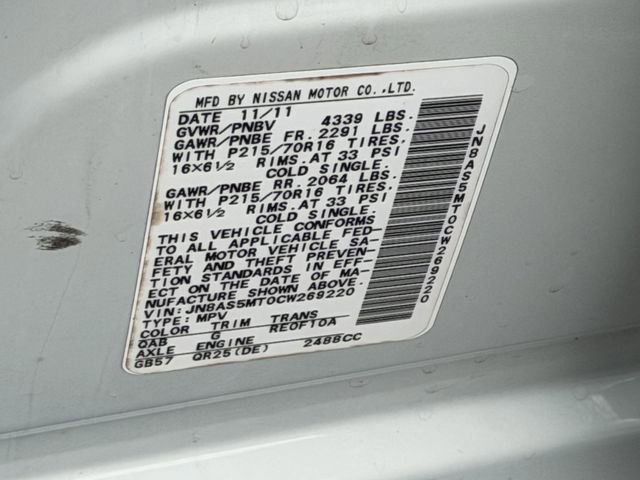 MFD BY NISSAN MOTOR CO.,LTD.
DATE 11/11
GVWR/PNBV 4339 LBS.
GAWR/PNBE FR. 2291 LBS.
WITH P215/70R16 TIRES.
16×6½ RIMS.AT 33 PSI
COLD SINGLE.
GAWR/PNBE RR. 2064 LBS.
WITH P215/70R16 TIRES.
16×6½ RIMS.AT 33 PSI
COLD SINGLE.
THIS VEHICLE CONFORMS
TO ALL APPLICABLE FED-
ERAL MOTOR VEHICLE SA-
FETY AND THEFT PREVEN-
TION STANDARDS IN EFF-
ECT ON THE DATE OF MA-
NUFACTURE SHOWN ABOVE.
VIN: JN8AS5MT0CW269220
TYPE: MPV
COLOR TRIM TRANS
QAB G RE0F10A
AXLE ENGINE
GB57 QR25(DE) 2488CC
JN8AS5MT0CW269220